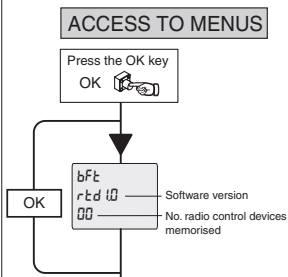 ACCESS TO MENUS
Press the OK key
OK
bFt
rtd 1.0
Software version
OK
00
No. radio control devices
memorised